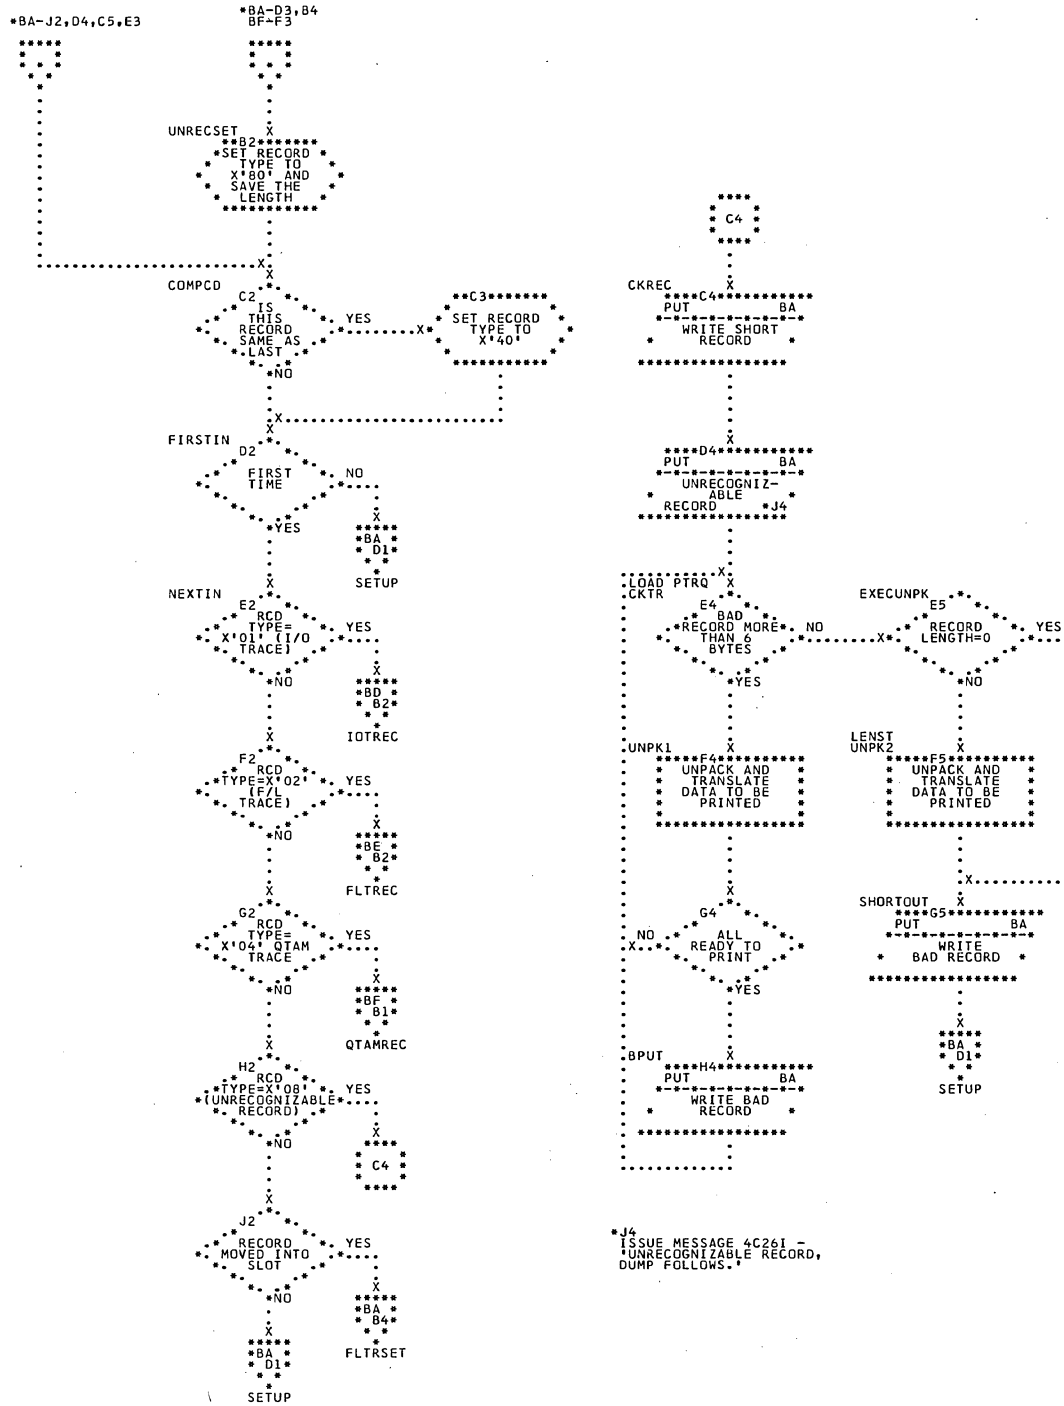 *BA-J2,D4,C5,E3
*BA-D3,B4
BF-F3
UNRECSET
B2
SET RECORD
TYPE TO
X'80' AND
SAVE THE
LENGTH
COMPCD
C2
IS
THIS
RECORD
SAME AS
LAST
YES
NO
C3
SET RECORD
TYPE TO
X'40'
FIRSTIN
D2
FIRST
TIME
NO
YES
BA
D1
SETUP
NEXTIN
E2
RCD
TYPE=
X'01' (I/O
TRACE)
YES
NO
BD
B2
IOTREC
F2
RCD
TYPE=X'02'
(F/L
TRACE)
YES
NO
BE
B2
FLTREC
G2
RCD
TYPE=
X'04' QTAM
TRACE
YES
NO
BF
B1
QTAMREC
H2
RCD
TYPE=X'08'
(UNRECOGNIZABLE
RECORD)
YES
NO
C4
J2
RECORD
MOVED INTO
SLOT
YES
NO
BA
B4
FLTRSET
BA
D1
SETUP
C4
CKREC
C4
PUT BA
WRITE SHORT
RECORD
D4
PUT BA
UNRECOGNIZ-
ABLE
RECORD *J4
LOAD PTRQ
CKTR
E4
BAD
RECORD MORE
THAN 6
BYTES
NO
YES
UNPK1
F4
UNPACK AND
TRANSLATE
DATA TO BE
PRINTED
G4
ALL
READY TO
PRINT
NO
YES
BPUT
H4
PUT BA
WRITE BAD
RECORD
EXECUNPK
E5
RECORD
LENGTH=0
YES
NO
LENST
UNPK2
F5
UNPACK AND
TRANSLATE
DATA TO BE
PRINTED
SHORTOUT
G5
PUT BA
WRITE
BAD RECORD
BA
D1
SETUP
*J4
ISSUE MESSAGE 4C26I -
'UNRECOGNIZABLE RECORD,
DUMP FOLLOWS.'